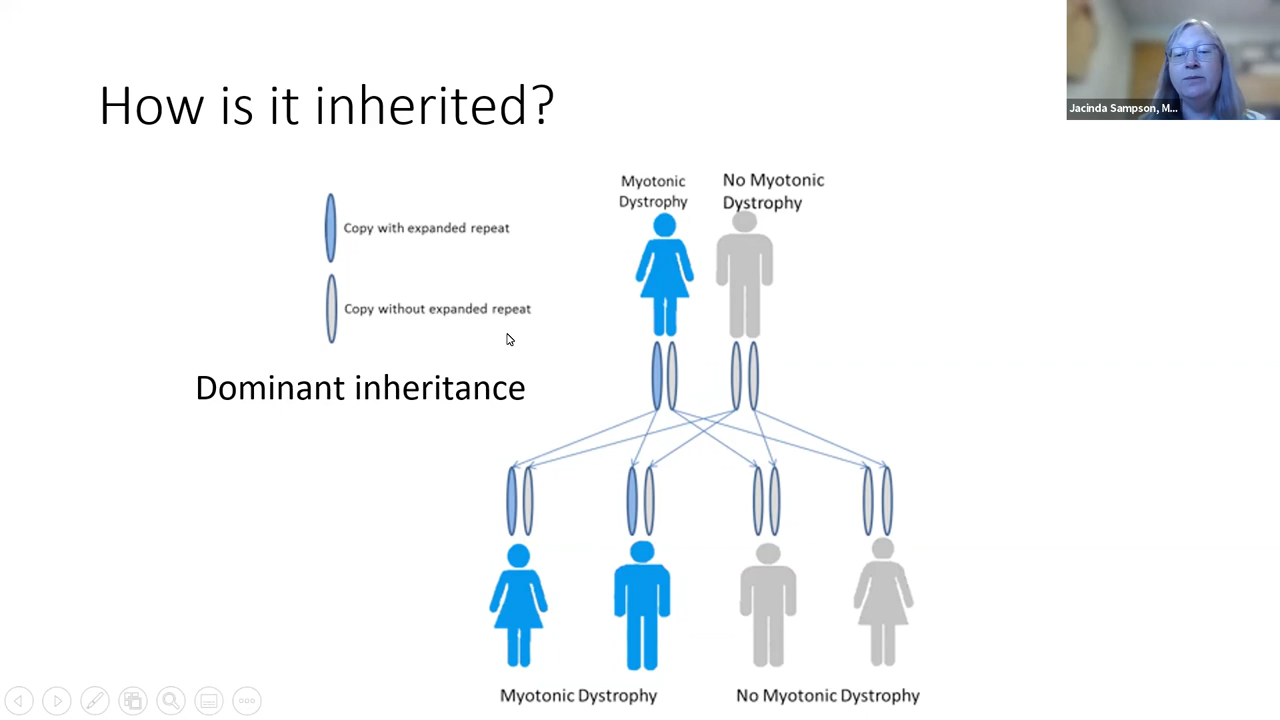 How is it inherited?
Jacinda Sampson, M...
Myotonic
Dystrophy
No Myotonic
Dystrophy
Copy with expanded repeat
Copy without expanded repeat
Dominant inheritance
Myotonic Dystrophy
No Myotonic Dystrophy